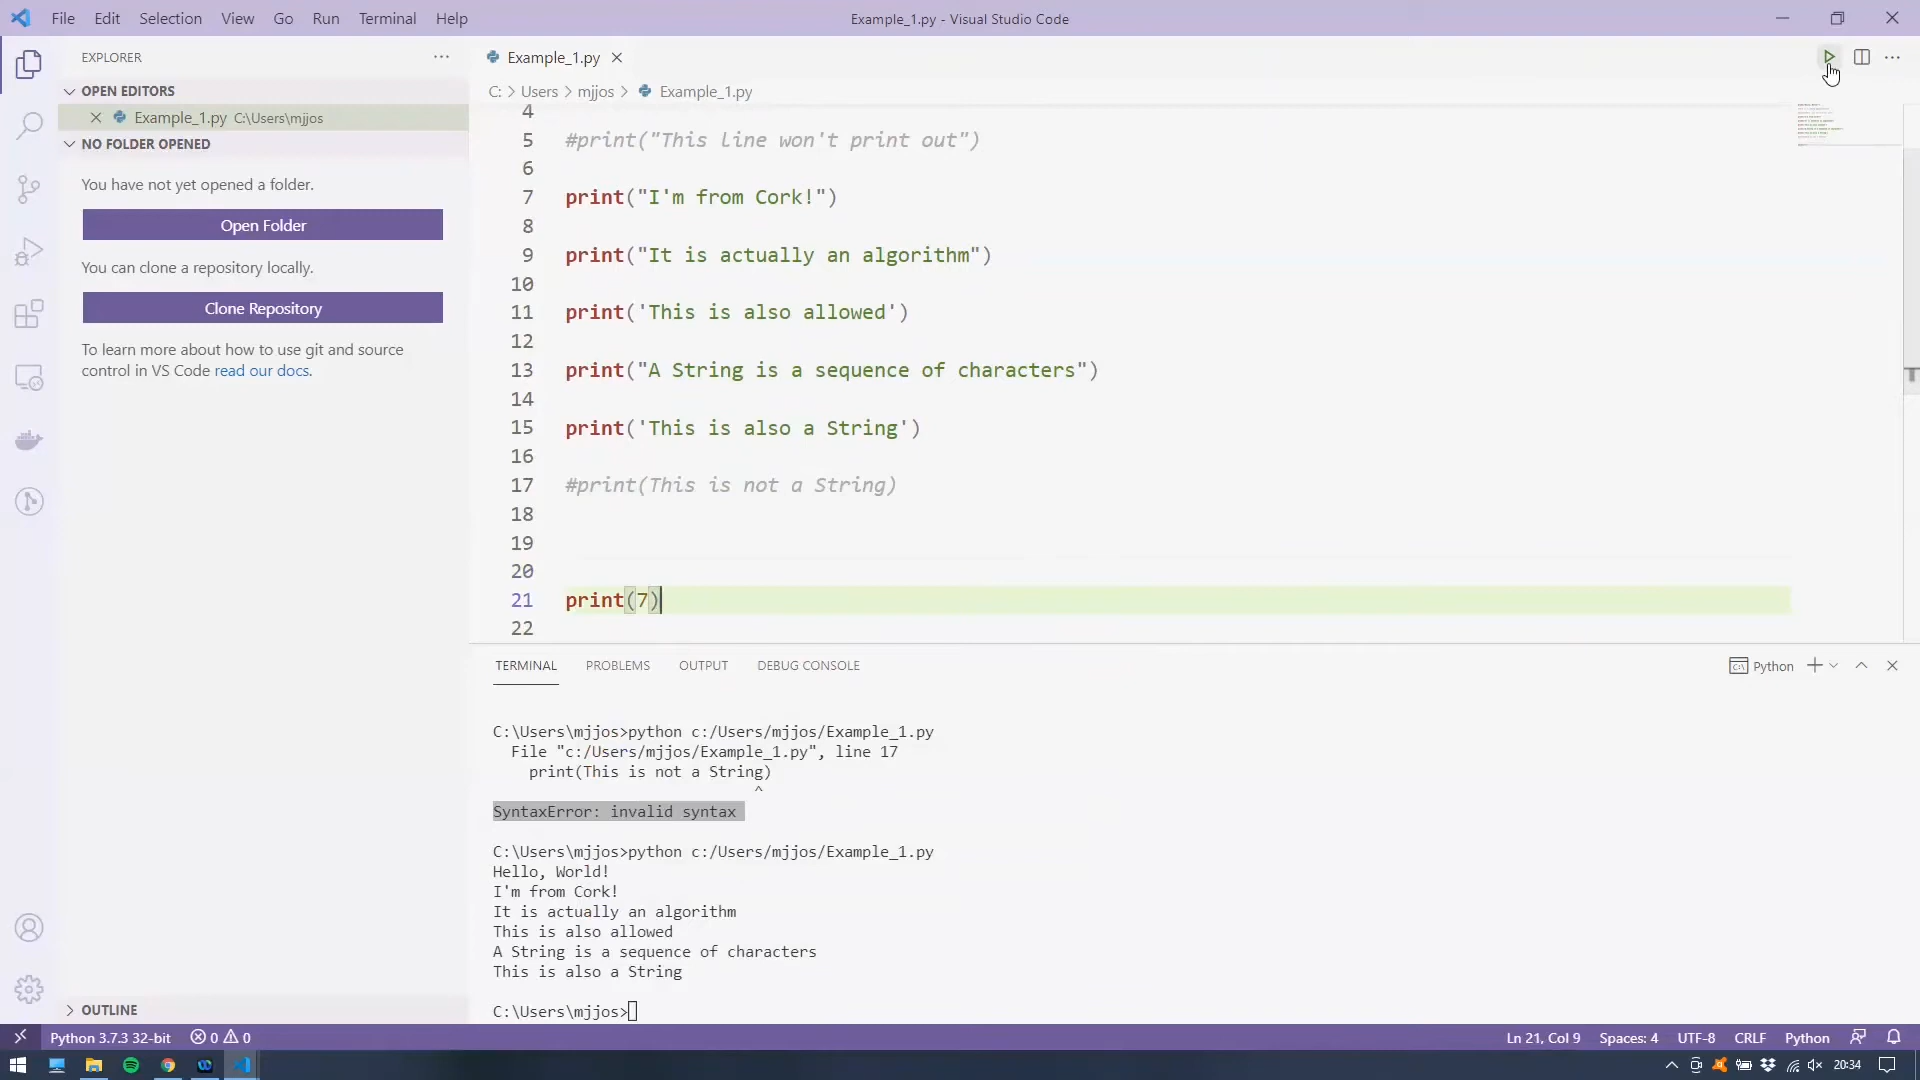 File Edit Selection View Go Run Terminal Help
Example_1.py - Visual Studio Code
EXPLORER
OPEN EDITORS
Example_1.py C:\Users\mjjos
NO FOLDER OPENED
You have not yet opened a folder.
Open Folder
You can clone a repository locally.
Clone Repository
To learn more about how to use git and source
control in VS Code read our docs.
OUTLINE
Example_1.py
C: > Users > mjjos > Example_1.py
4
5 #print("This line won't print out")
6
7 print("I'm from Cork!")
8
9 print("It is actually an algorithm")
10
11 print('This is also allowed')
12
13 print("A String is a sequence of characters")
14
15 print('This is also a String')
16
17 #print(This is not a String)
18
19
20
21 print(7)
22
TERMINAL PROBLEMS OUTPUT DEBUG CONSOLE
Python
C:\Users\mjjos>python c:/Users/mjjos/Example_1.py
File "c:/Users/mjjos/Example_1.py", line 17
print(This is not a String)
^
SyntaxError: invalid syntax
C:\Users\mjjos>python c:/Users/mjjos/Example_1.py
Hello, World!
I'm from Cork!
It is actually an algorithm
This is also allowed
A String is a sequence of characters
This is also a String
C:\Users\mjjos>
Python 3.7.3 32-bit 0 0
Ln 21, Col 9 Spaces: 4 UTF-8 CRLF Python
20:34